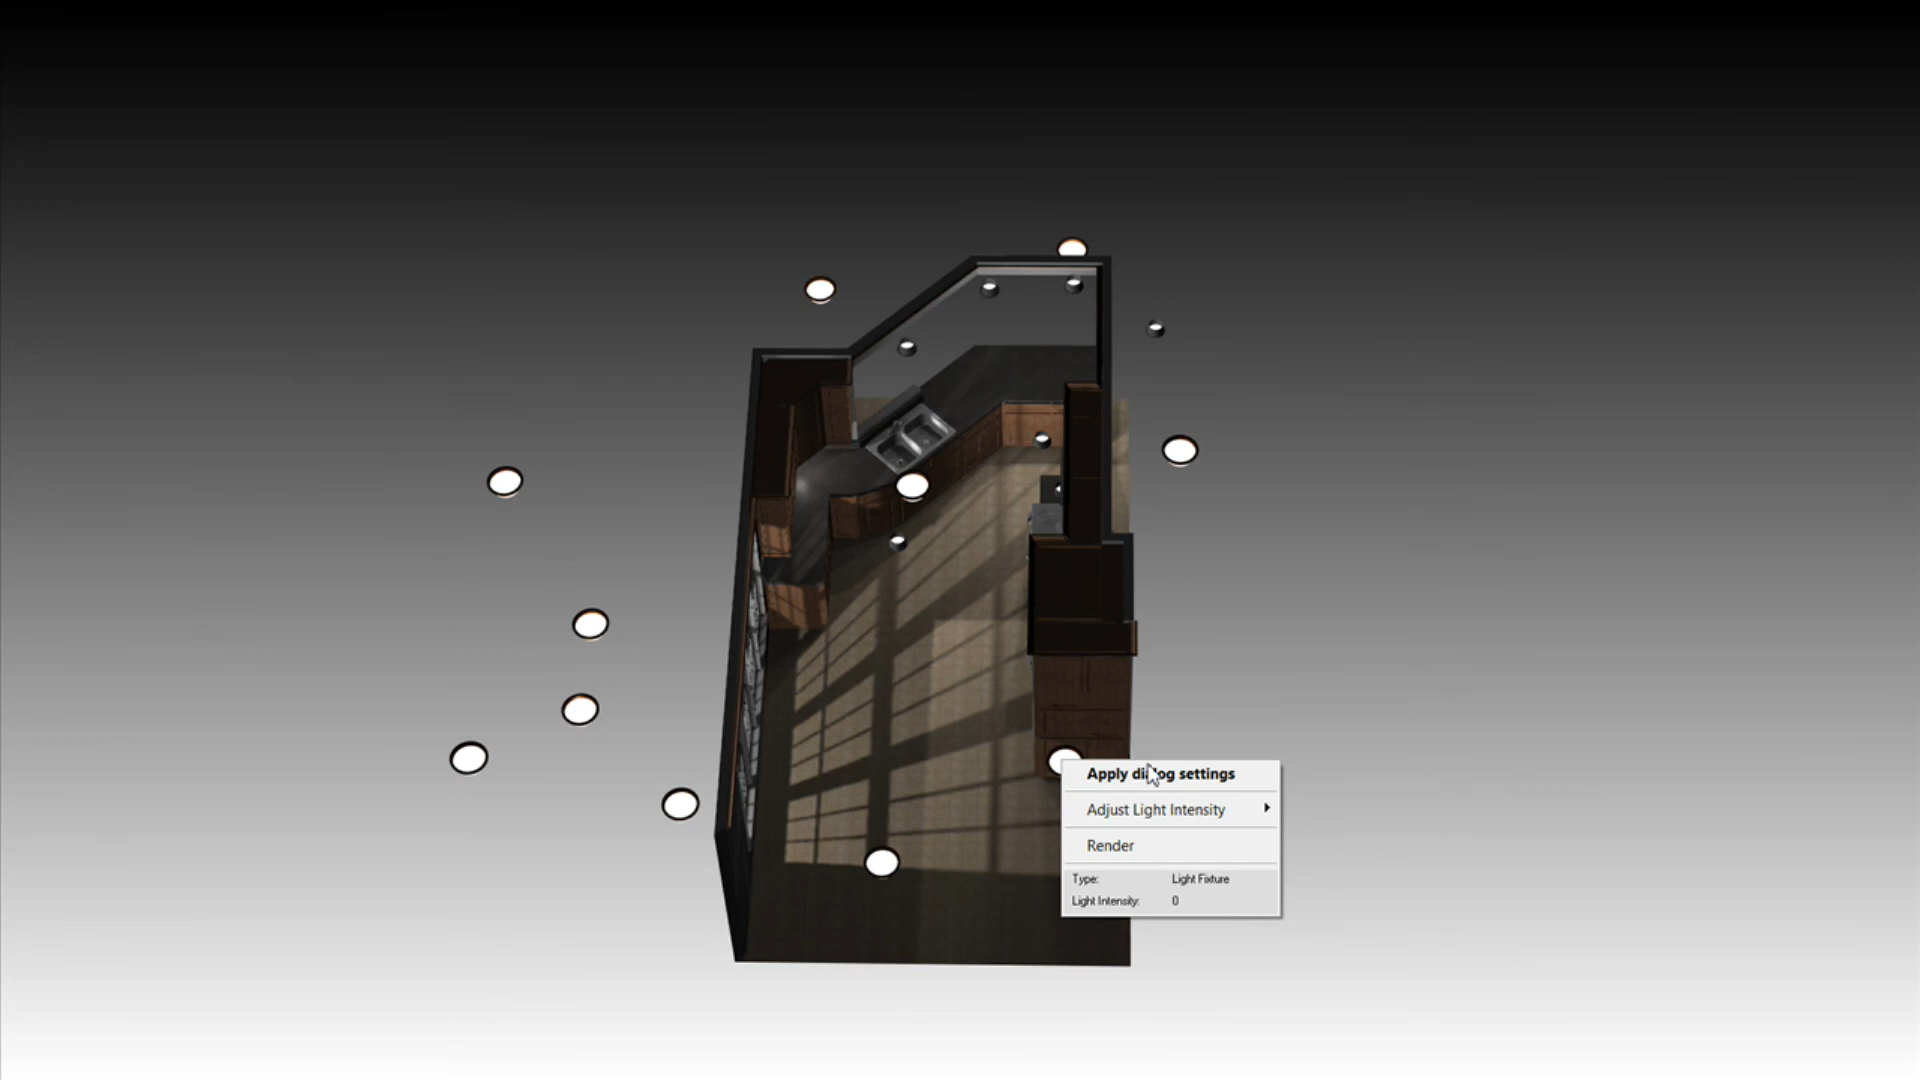 Apply dialog settings
Adjust Light Intensity
Render
Type: Light Fixture
Light Intensity: 0